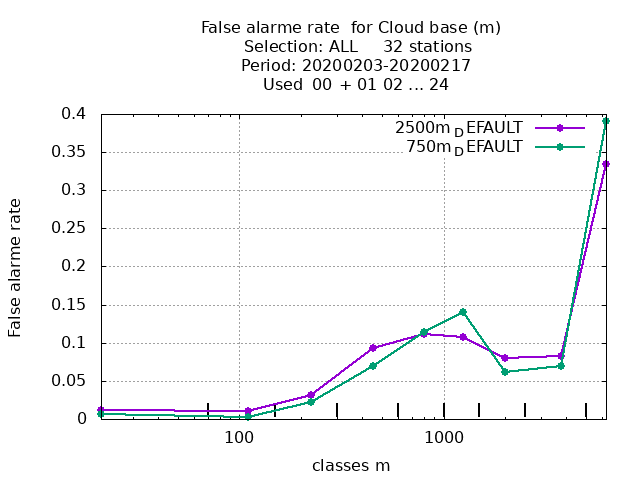 False alarme rate  for Cloud base (m)
Selection: ALL     32 stations
Period: 20200203-20200217
Used  00 + 01 02 ... 24
2500m_DEFAULT
750m_DEFAULT
0.4
0.35
0.3
0.25
0.2
0.15
0.1
0.05
0
False alarme rate
100
1000
classes m